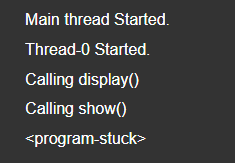 Main thread Started.
Thread-0 Started.
Calling display()
Calling show()
<program-stuck>